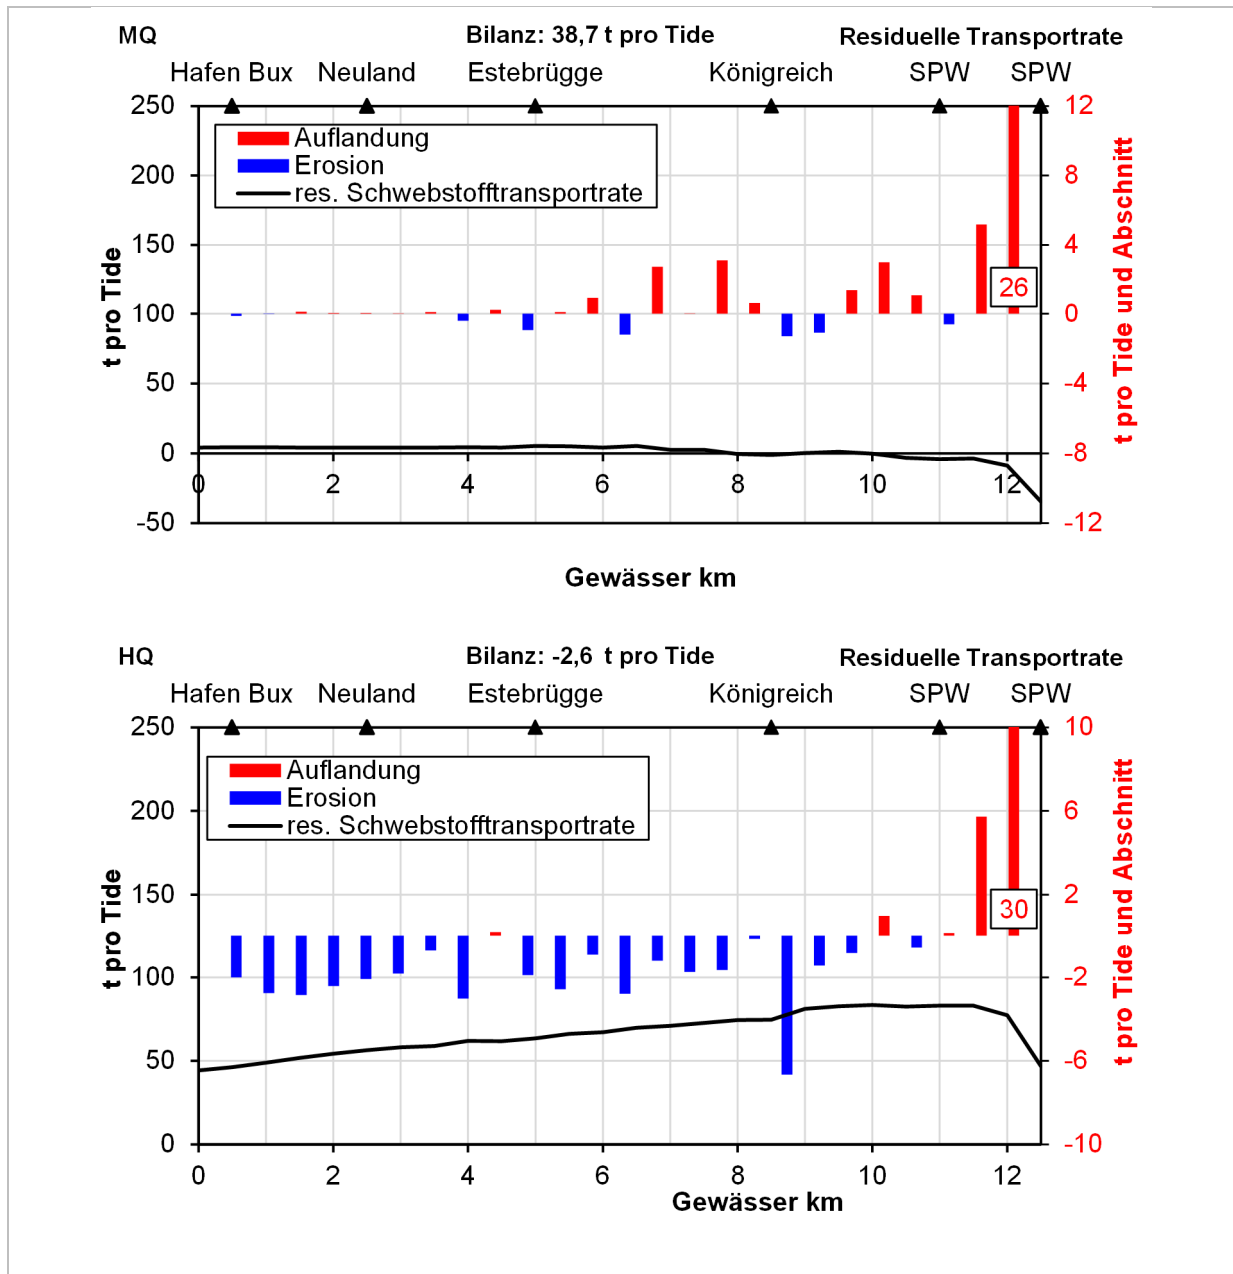 MQ Bilanz: 38,7 t pro Tide Residuelle Transportrate
Hafen Bux Neuland Estebrügge Königreich SPW SPW
250 12
Auflandung
Erosion
200 8
res. Schwebstofftransportrate
150 4
26
100 0
50 -4
0 -8
0 2 4 6 8 10 12
-50 -12
t pro Tide
t pro Tide und Abschnitt
Gewässer km
HQ Bilanz: -2,6 t pro Tide Residuelle Transportrate
Hafen Bux Neuland Estebrügge Königreich SPW SPW
250 10
Auflandung
Erosion
200 6
res. Schwebstofftransportrate
150 2
30
100 -2
50 -6
0 -10
0 2 4 6 8 10 12
t pro Tide
t pro Tide und Abschnitt
Gewässer km